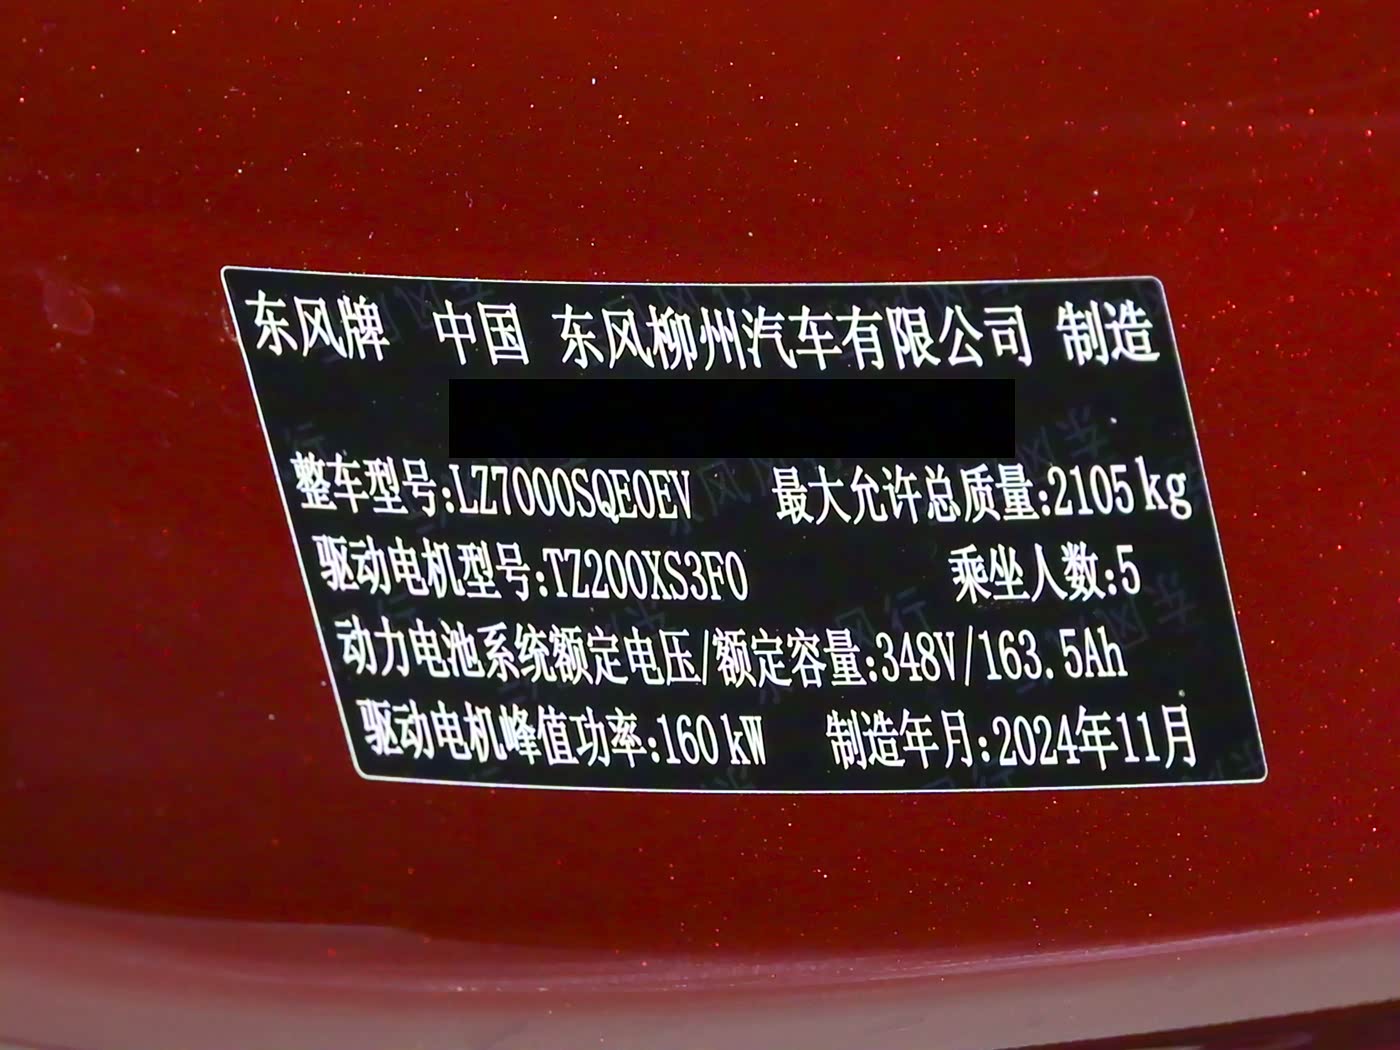 东风牌 中国 东风柳州汽车有限公司 制造
整车型号:LZ7000SQE0EV 最大允许总质量:2105kg
驱动电机型号:TZ200XS3F0 乘坐人数:5
动力电池系统额定电压/额定容量:348V/163.5Ah
驱动电机峰值功率:160kW 制造年月:2024年11月